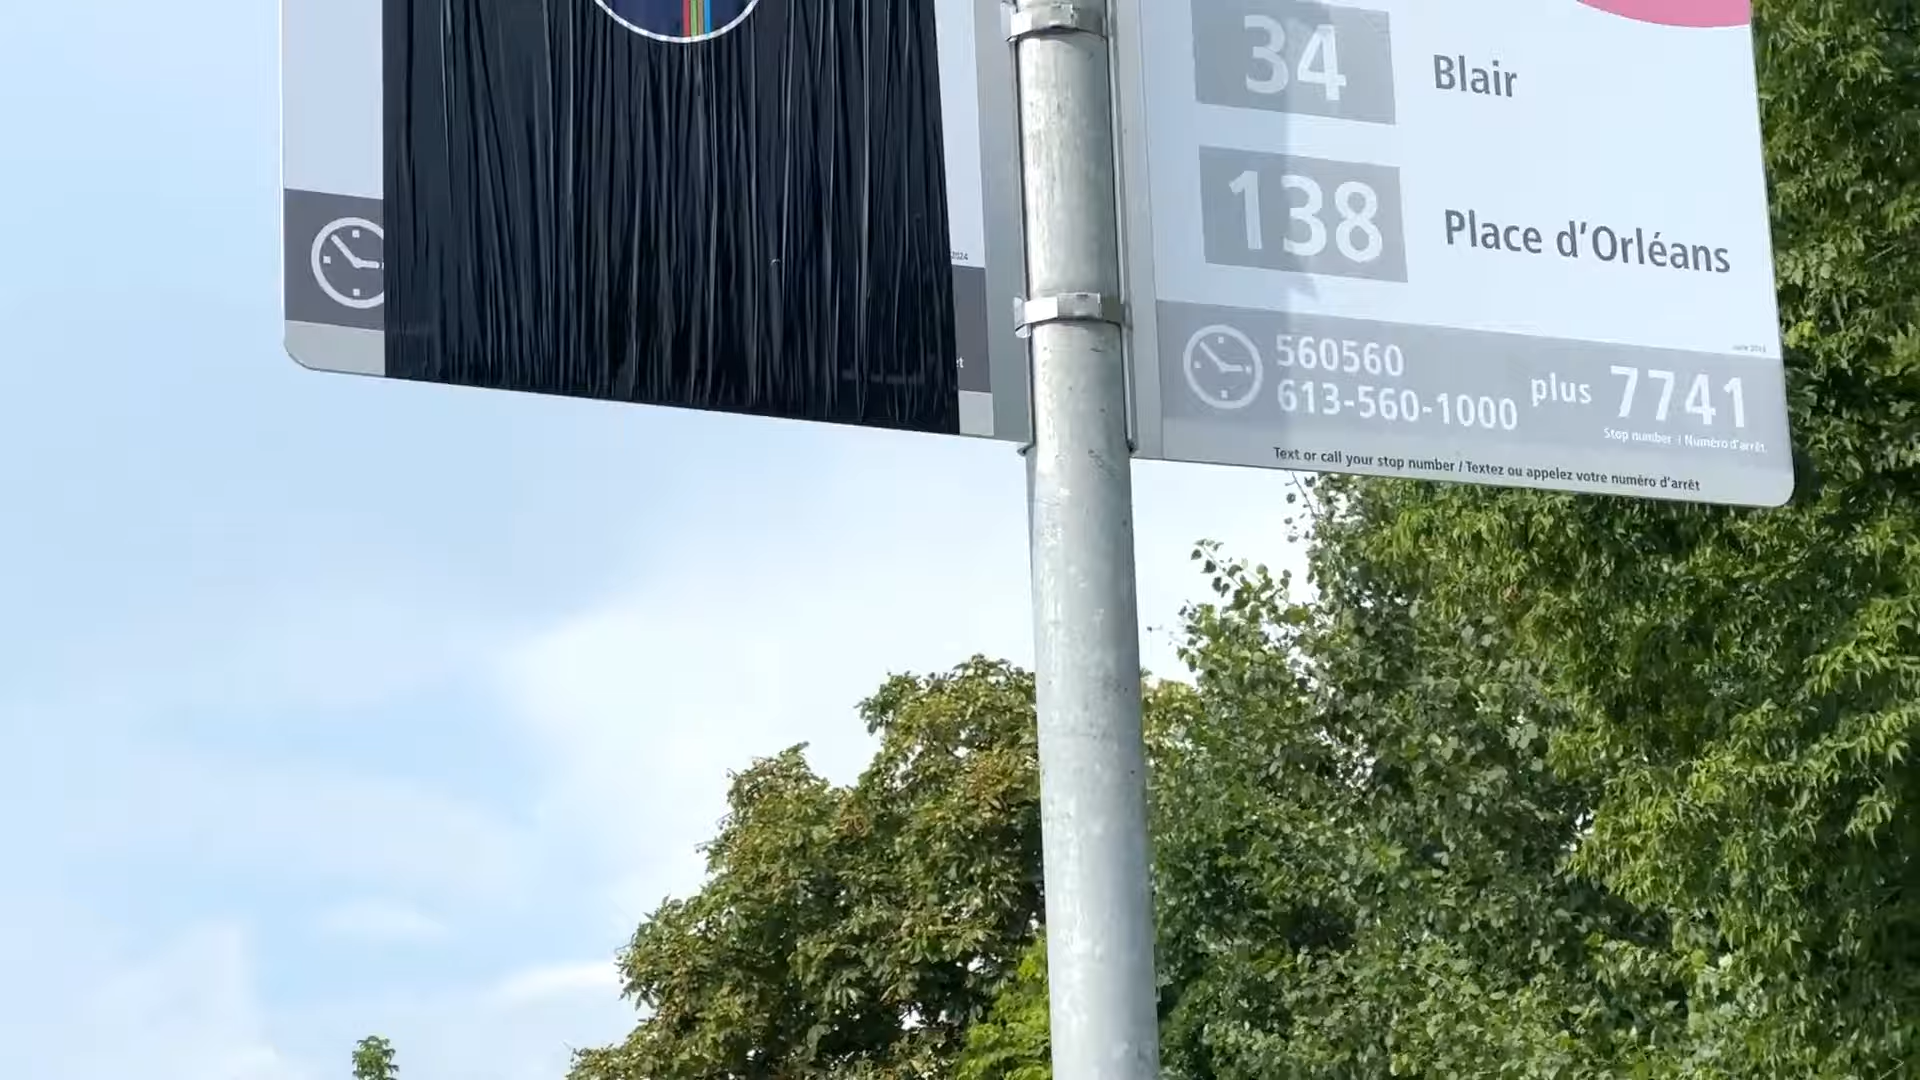 34 Blair
138 Place d'Orléans
2024
560560
613-560-1000
plus 7741
Stop number / Numéro d'arrêt
Text or call your stop number / Textez ou appelez votre numéro d'arrêt